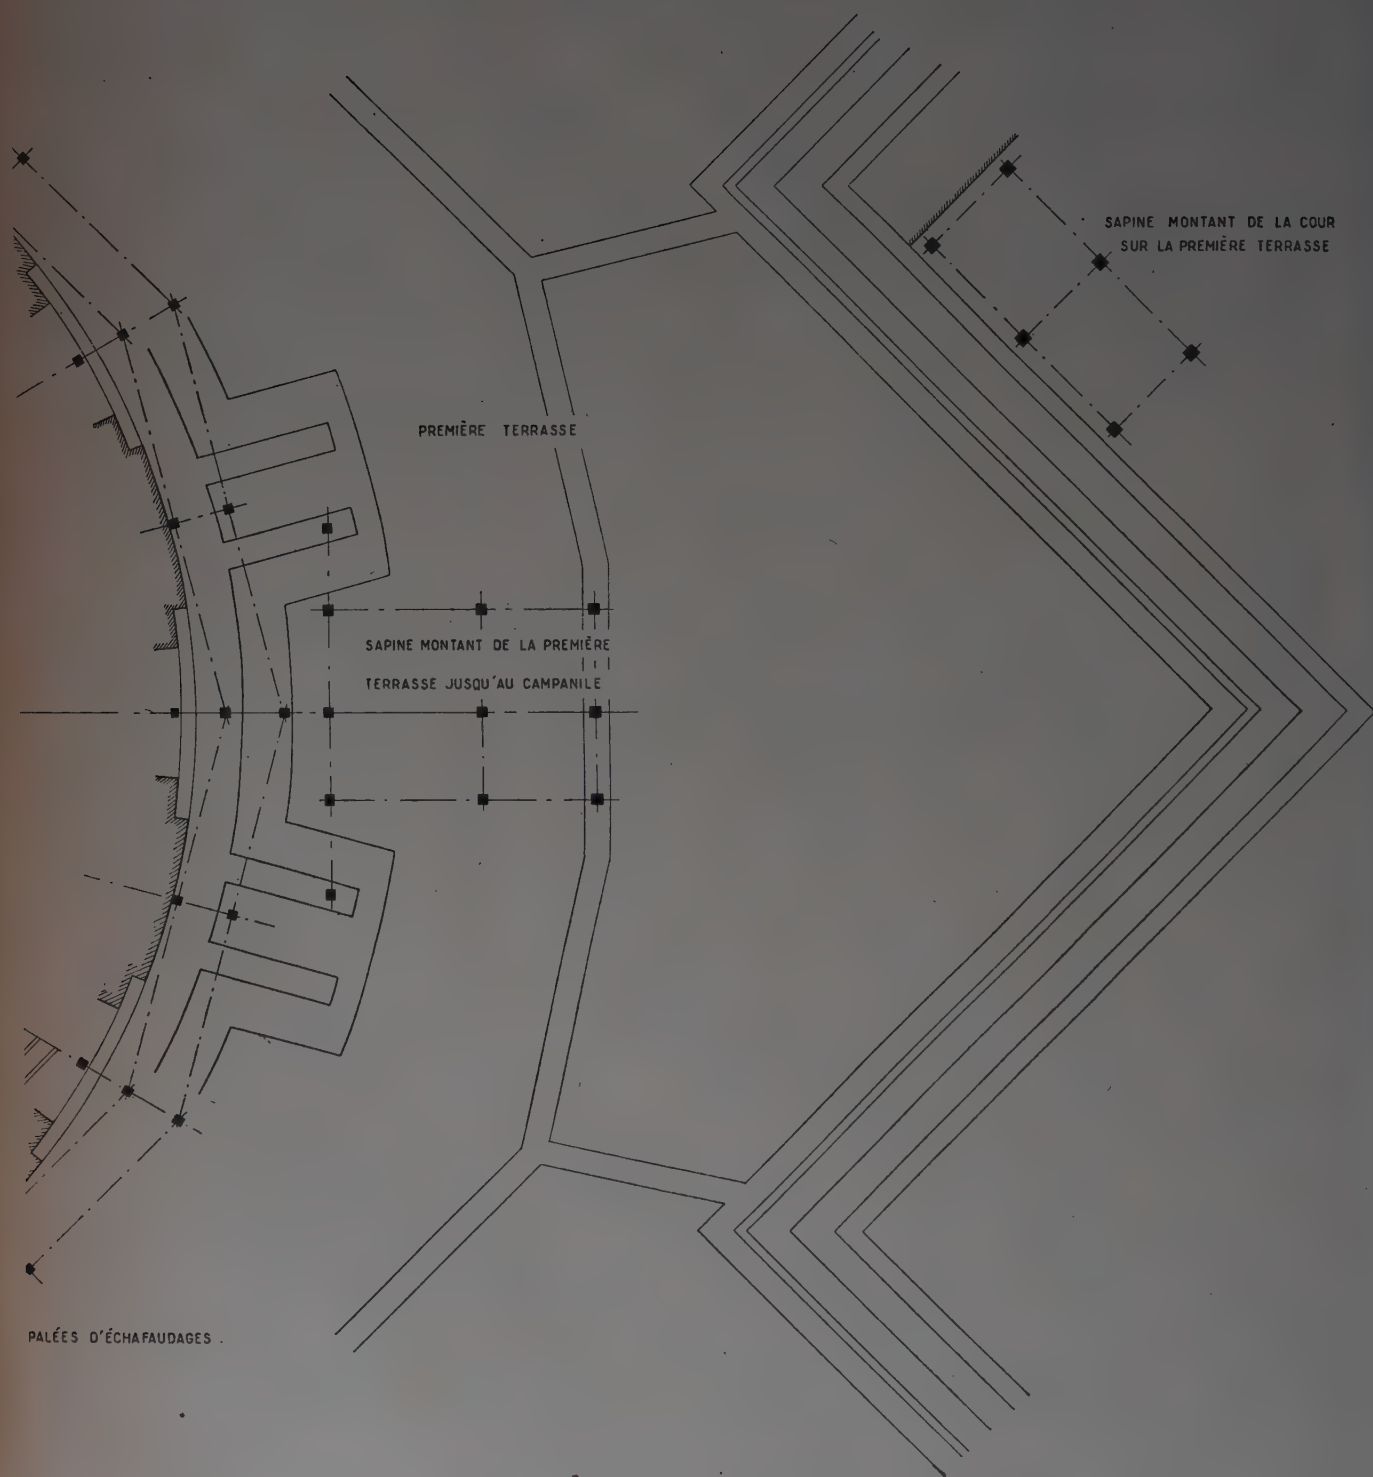 SAPINE MONTANT DE LA COUR
SUR LA PREMIÈRE TERRASSE
PREMIÈRE TERRASSE
SAPINE MONTANT DE LA PREMIÈRE
TERRASSE JUSQU'AU CAMPANILE
PALÉES D'ÉCHAFAUDAGES.